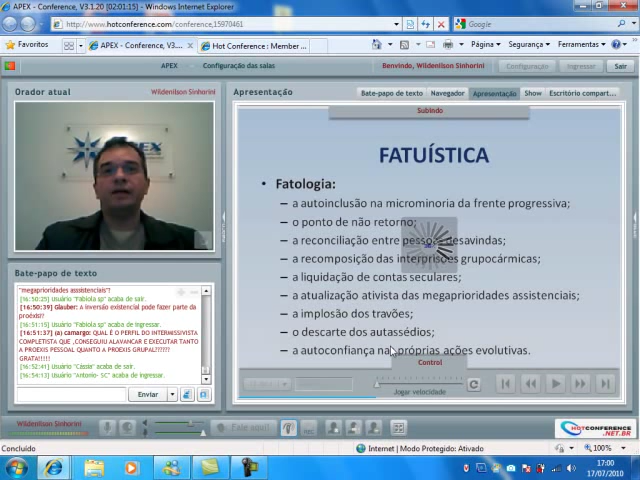 APEX - Conference, V3.1.20 [02:01:15] - Windows Internet Explorer
http://www.hotconference.com/conference,15970461
Google
Favoritos
APEX - Conference, V3....
Hot Conference : Member ...
Página
Segurança
Ferramentas
APEX
Configuração das salas
Benvindo, Wildenilson Sinhorini
Configuração
Ingressar
Sair
Orador atual
Wildenilson Sinhorini
Apresentação
Bate-papo de texto
Navegador
Apresentação
Show
Escritório compart...
Subindo
FATUÍSTICA
• Fatologia:
– a autoinclusão na microminoria da frente progressiva;
– o ponto de não retorno;
– a reconciliação entre pessoas desavindas;
– a recomposição das interprisões grupocármicas;
– a liquidação de contas seculares;
– a atualização ativista das megaprioridades assistenciais;
– a implosão dos travões;
– o descarte dos autassédios;
– a autoconfiança nas próprias ações evolutivas.
Control
Jogar velocidade
Bate-papo de texto
"megaprioridades asssistenciais"?
[16:50:29] Usuário "Fabiola sp" acaba de sair.
[16:50:39] Glauber: A inversão existencial pode fazer parte da
proéxis?
[16:51:15] Usuário "Fabiola sp" acaba de ingressar.
[16:51:37] (a) camargo: QUAL É O PERFIL DO INTERMISSIVISTA
COMPLETISTA QUE ,CONSEGUIU ALAVANCAR E EXECUTAR TANTO
A PROEXIS PESSOAL QUANTO A PROEXIS GRUPAL??????
GRATA!!!!!
[16:52:41] Usuário "Cássia" acaba de sair.
[16:54:13] Usuário "Antonio- SC" acaba de ingressar.
Enviar
Wildenilson Sinhorini
Fale aqui!
REC
HOTCONFERENCE
.NET.BR
Concluído
Internet | Modo Protegido: Ativado
100%
17:00
17/07/2010